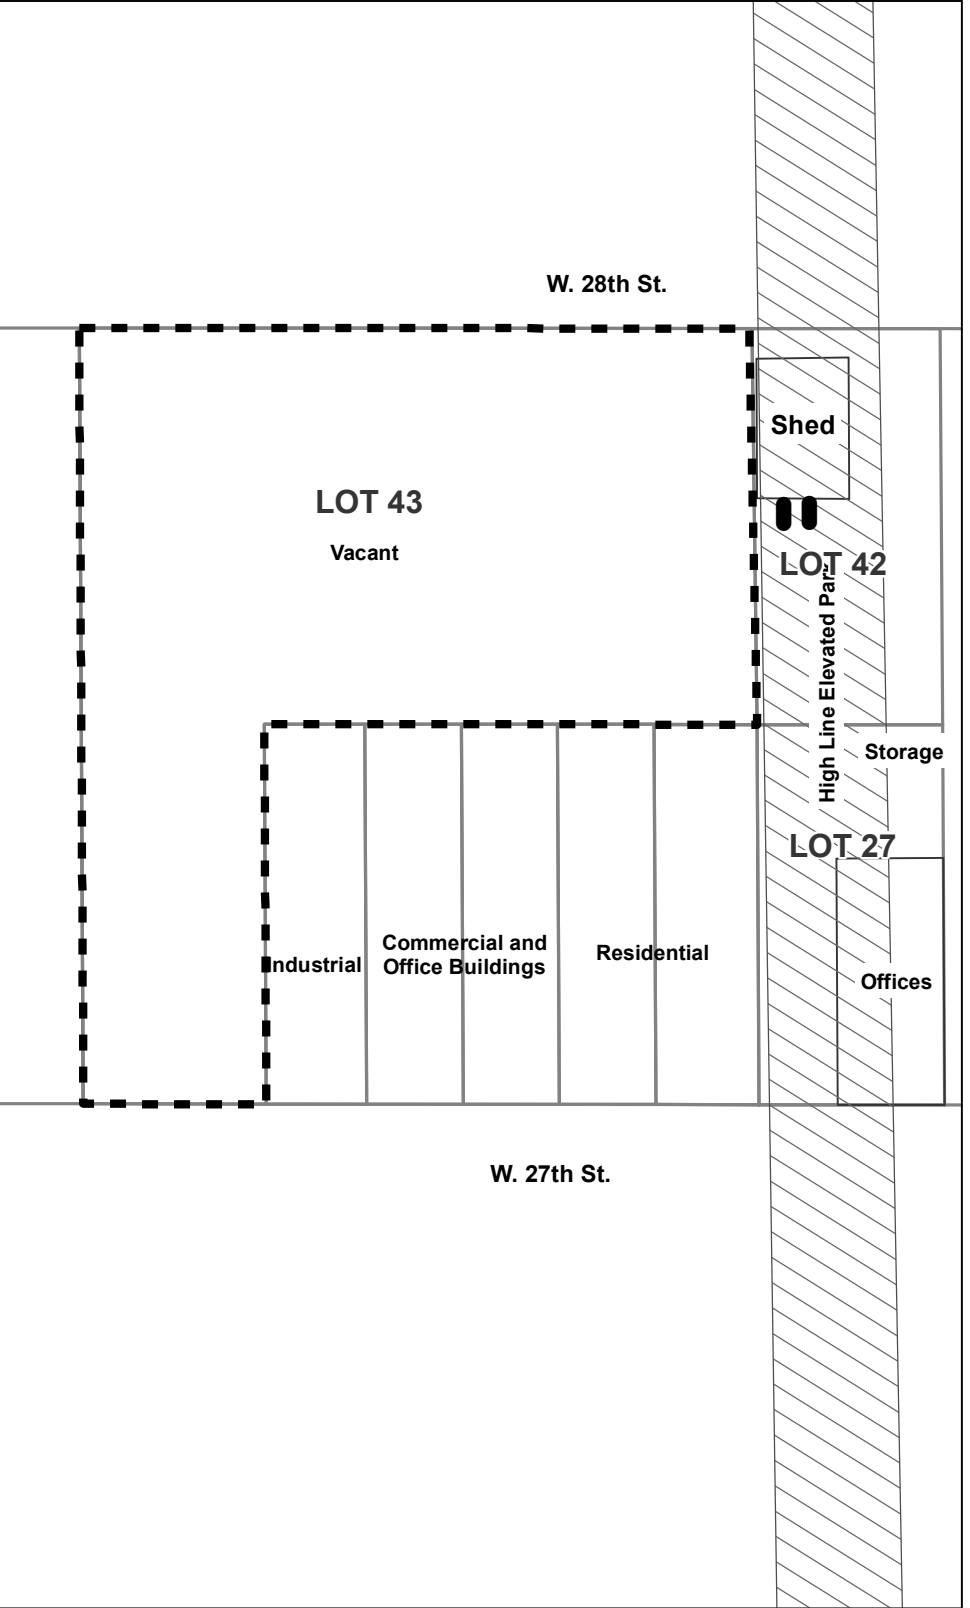 W. 28th St.
Shed
LOT 43
Vacant
LOT 42
High Line Elevated Park
Storage
LOT 27
Industrial
Commercial and
Office Buildings
Residential
Offices
W. 27th St.